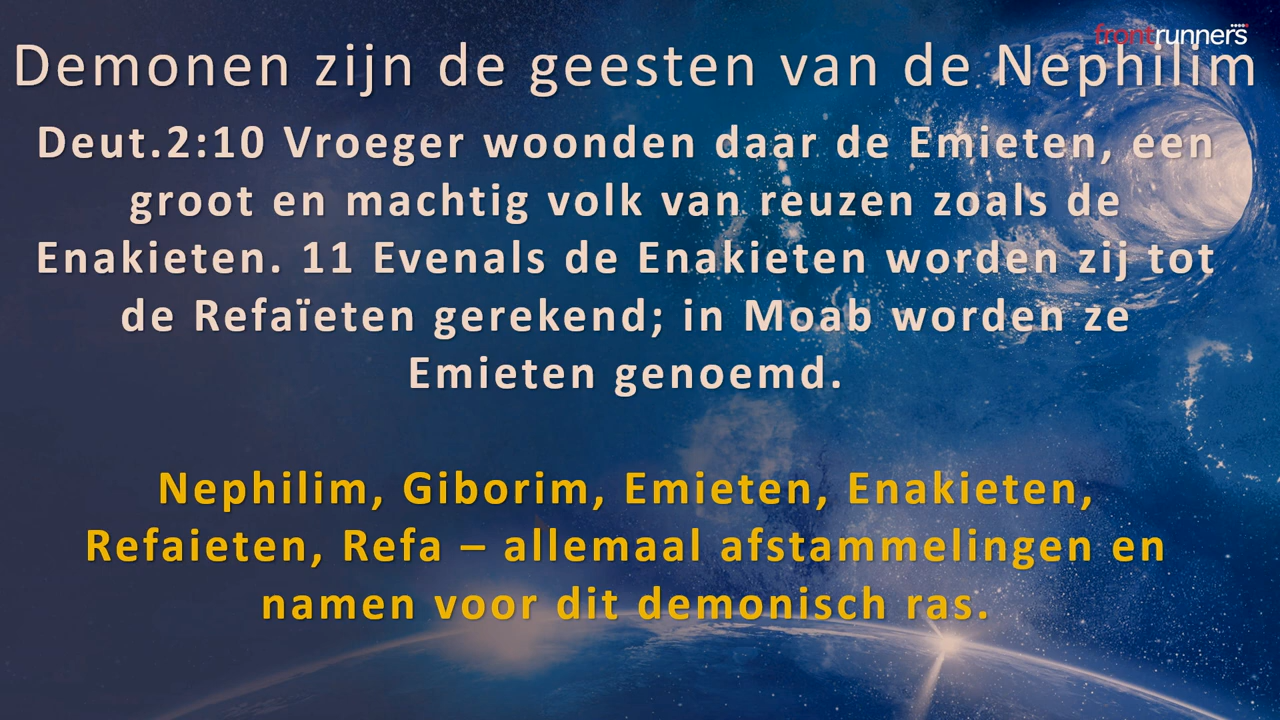 frontrunners
Demonen zijn de geesten van de Nephilim
Deut.2:10 Vroeger woonden daar de Emieten, een
groot en machtig volk van reuzen zoals de
Enakieten. 11 Evenals de Enakieten worden zij tot
de Refaïeten gerekend; in Moab worden ze
Emieten genoemd.
Nephilim, Giborim, Emieten, Enakieten,
Refaieten, Refa – allemaal afstammelingen en
namen voor dit demonisch ras.